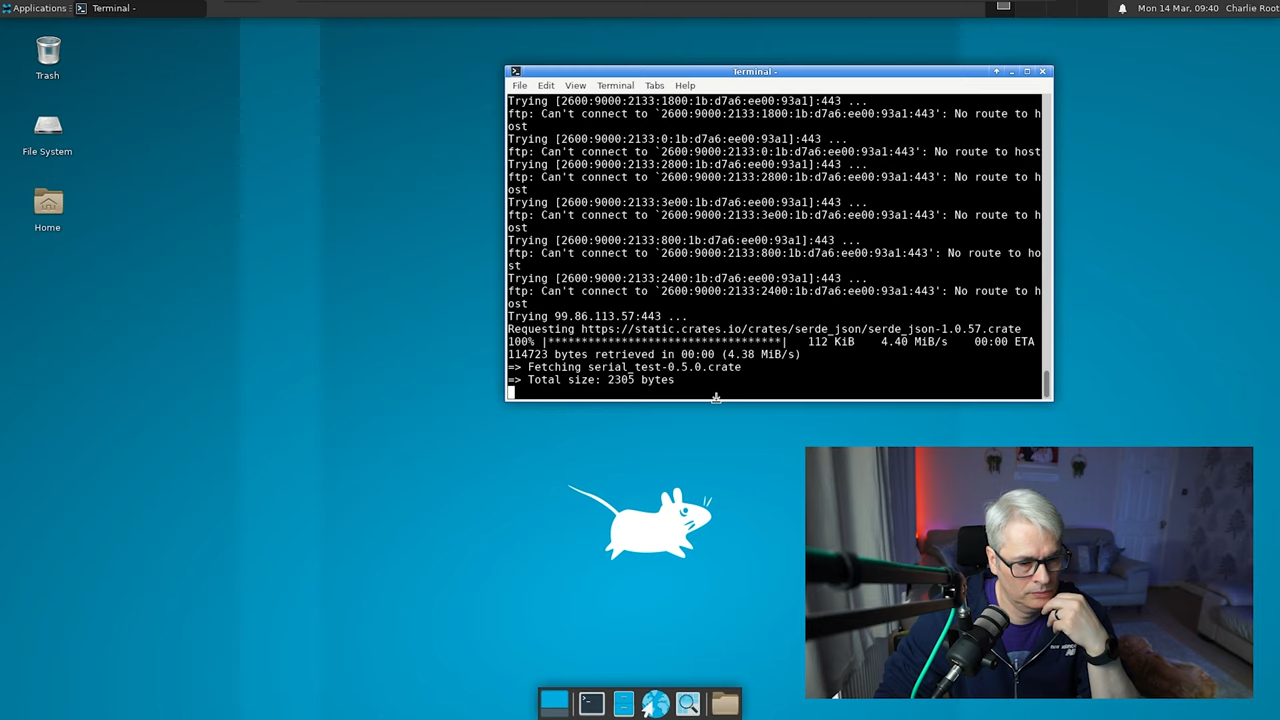 Applications
Terminal -
Mon 14 Mar, 09:40
Charlie Root
Trash
File System
Home
Terminal -
File Edit View Terminal Tabs Help
Trying [2600:9000:2133:1800:1b:d7a6:ee00:93a1]:443 ...
ftp: Can't connect to `2600:9000:2133:1800:1b:d7a6:ee00:93a1:443': No route to h
ost
Trying [2600:9000:2133:0:1b:d7a6:ee00:93a1]:443 ...
ftp: Can't connect to `2600:9000:2133:0:1b:d7a6:ee00:93a1:443': No route to host
Trying [2600:9000:2133:2800:1b:d7a6:ee00:93a1]:443 ...
ftp: Can't connect to `2600:9000:2133:2800:1b:d7a6:ee00:93a1:443': No route to h
ost
Trying [2600:9000:2133:3e00:1b:d7a6:ee00:93a1]:443 ...
ftp: Can't connect to `2600:9000:2133:3e00:1b:d7a6:ee00:93a1:443': No route to h
ost
Trying [2600:9000:2133:800:1b:d7a6:ee00:93a1]:443 ...
ftp: Can't connect to `2600:9000:2133:800:1b:d7a6:ee00:93a1:443': No route to ho
st
Trying [2600:9000:2133:2400:1b:d7a6:ee00:93a1]:443 ...
ftp: Can't connect to `2600:9000:2133:2400:1b:d7a6:ee00:93a1:443': No route to h
ost
Trying 99.86.113.57:443 ...
Requesting https://static.crates.io/crates/serde_json/serde_json-1.0.57.crate
100% |***********************************| 112 KiB 4.40 MiB/s 00:00 ETA
114723 bytes retrieved in 00:00 (4.38 MiB/s)
=> Fetching serial_test-0.5.0.crate
=> Total size: 2305 bytes